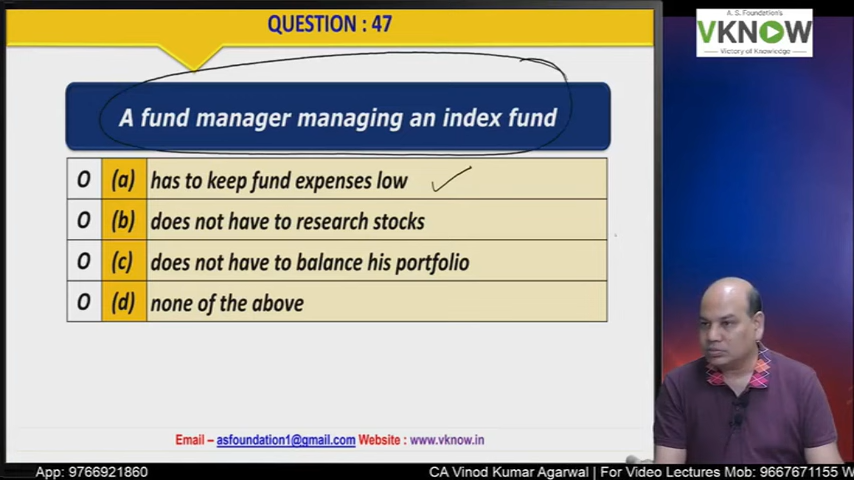 QUESTION : 47
A. S. Foundation's
VKNOW
Victory of Knowledge
A fund manager managing an index fund
O (a) has to keep fund expenses low
O (b) does not have to research stocks
O (c) does not have to balance his portfolio
O (d) none of the above
Email – asfoundation1@gmail.com Website : www.vknow.in
App: 9766921860 CA Vinod Kumar Agarwal | For Video Lectures Mob: 9667671155 W